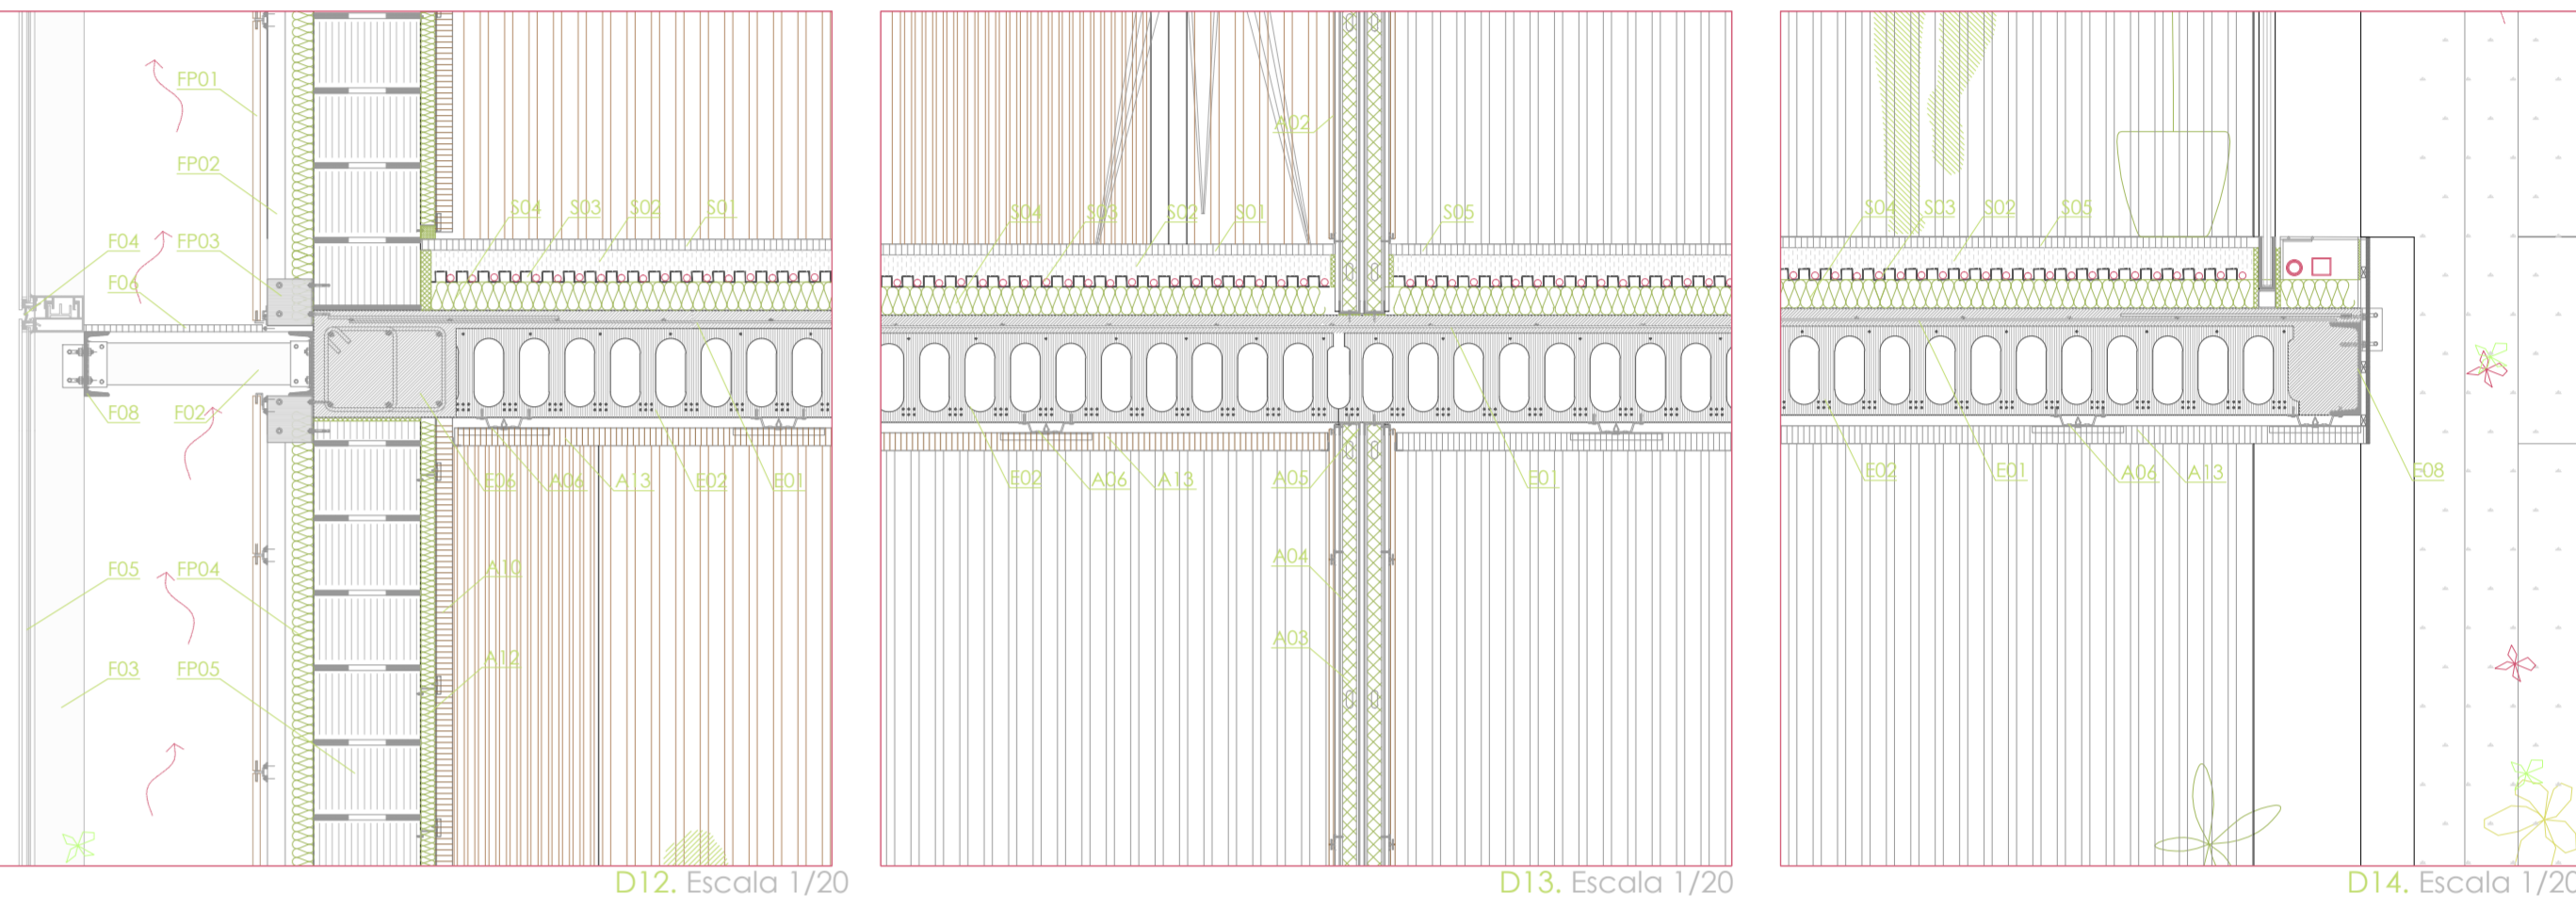 FP01
FP02
F04 FP03
F06
S04 S03 S02 S01
F08 F02
E06 A06 A13 E02 E01
F05 FP04
A10
A12
F03 FP05
D12. Escala 1/20
A02
S04 S03 S02 S01 S05
E02 A06 A13 A05 E01
A04
A03
D13. Escala 1/20
S04 S03 S02 S05
E02 E01 A06 A13 E08
D14. Escala 1/20